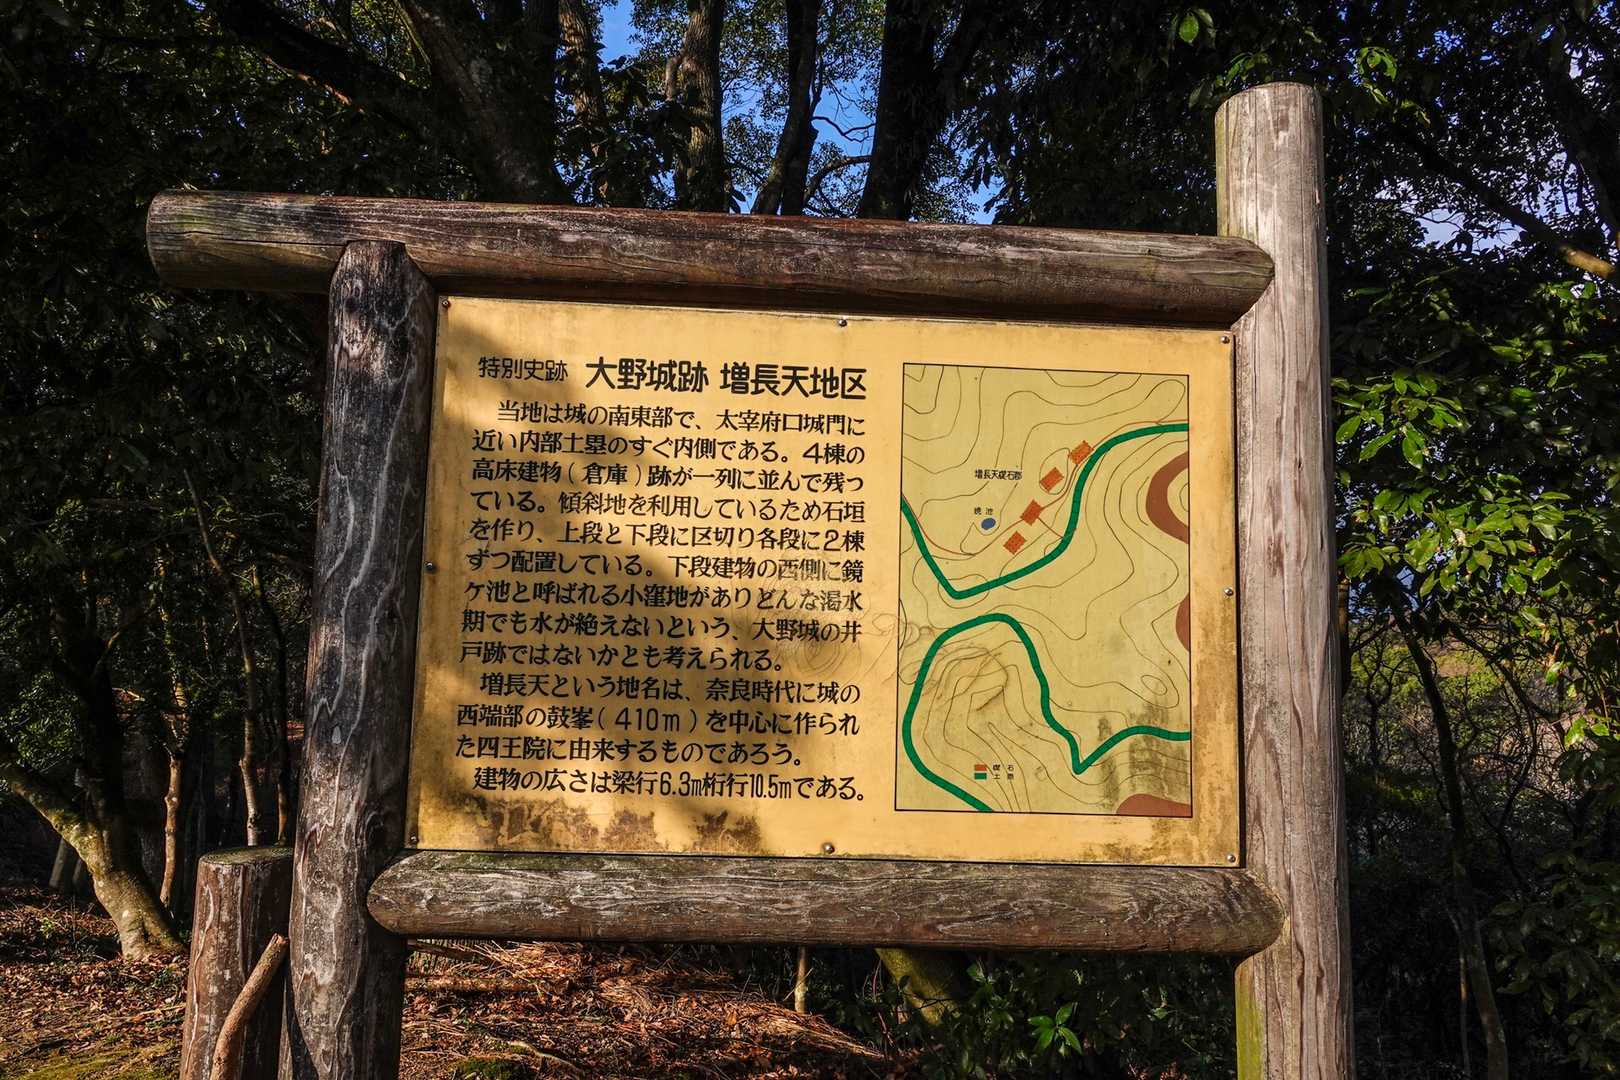 特別史跡 大野城跡 増長天地区
当地は城の南東部で、太宰府口城門に
近い内部土塁のすぐ内側である。4棟の
高床建物(倉庫)跡が一列に並んで残っ
ている。傾斜地を利用しているため石垣
を作り、上段と下段に区切り各段に2棟
ずつ配置している。下段建物の西側に鏡
ケ池と呼ばれる小窪地がありどんな渇水
期でも水が絶えないという、大野城の井
戸跡ではないかとも考えられる。
増長天という地名は、奈良時代に城の
西端部の鼓峯(410m)を中心に作られ
た四王院に由来するものであろう。
建物の広さは梁行6.3m桁行10.5mである。
増長天礎石群
鏡池
礎石
土塁